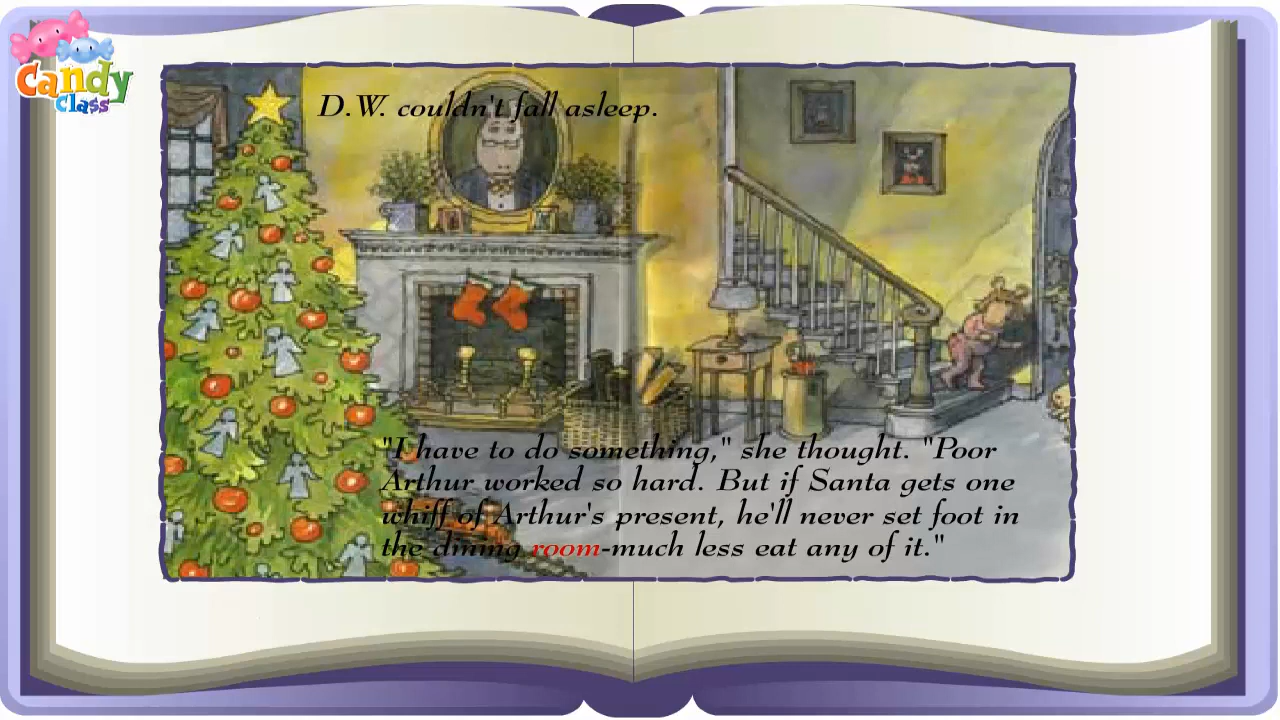 Candy
Class
D.W. couldn't fall asleep.
"I have to do something," she thought. "Poor
Arthur worked so hard. But if Santa gets one
whiff of Arthur's present, he'll never set foot in
the dining room-much less eat any of it."